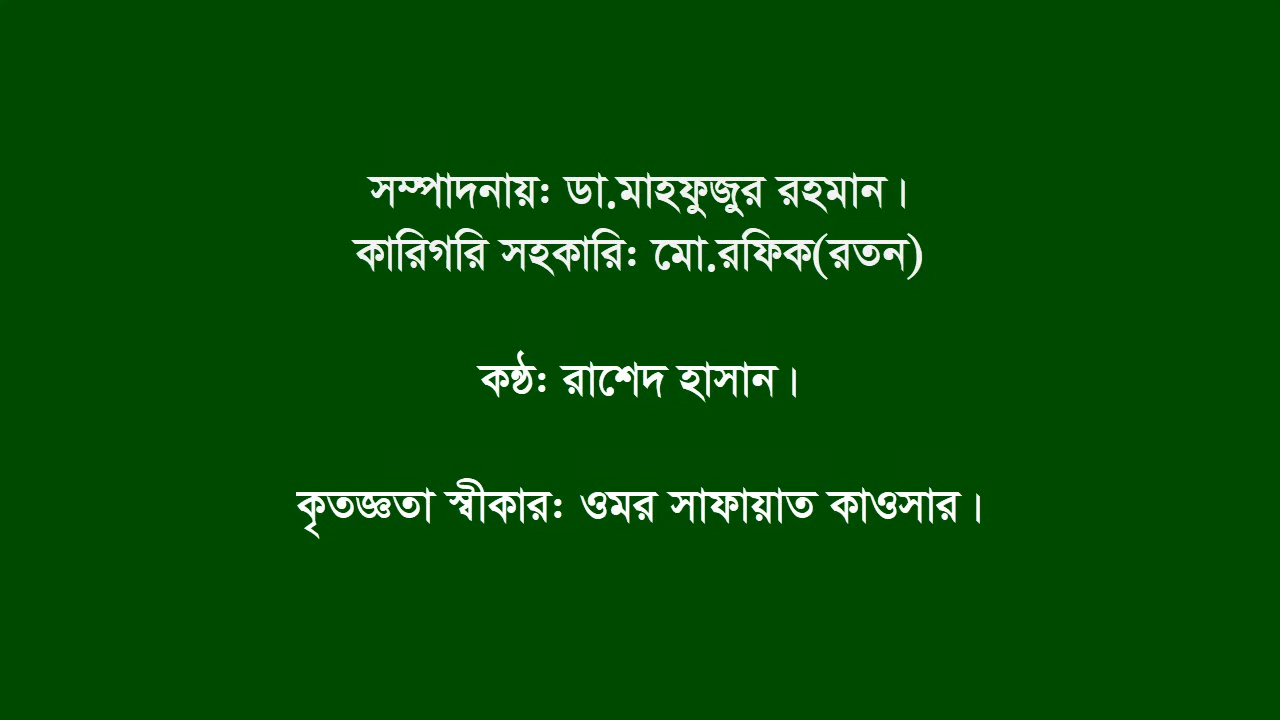 সম্পাদনায়ঃ ডা.মাহফুজুর রহমান।
কারিগরি সহকারিঃ মো.রফিক(রতন)
কন্ঠঃ রাশেদ হাসান।
কৃতজ্ঞতা স্বীকারঃ ওমর সাফায়াত কাওসার।